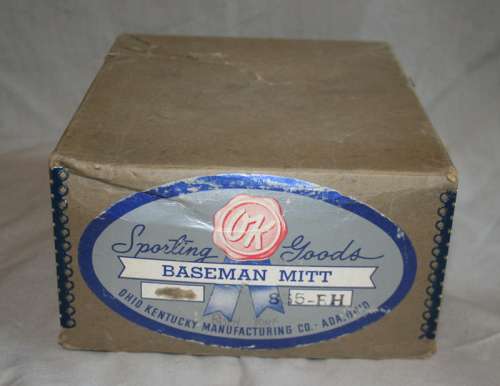 OK
Sporting Goods
BASEMAN MITT
OHIO KENTUCKY MANUFACTURING CO. - ADA, OHIO